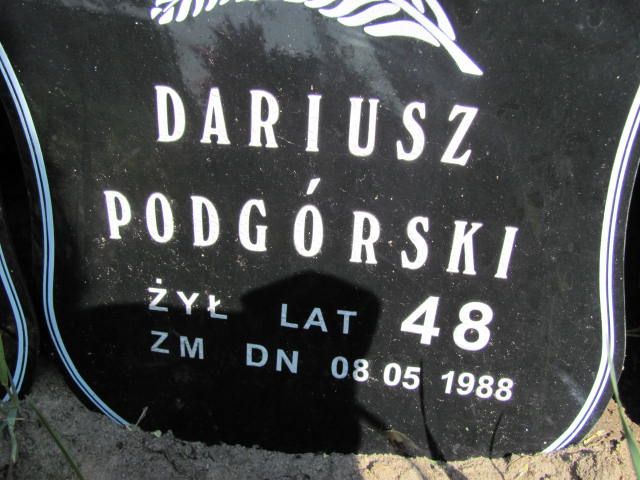 DARIUSZ
PODGÓRSKI
ŻYŁ LAT 48
ZM DN 08 05 1988